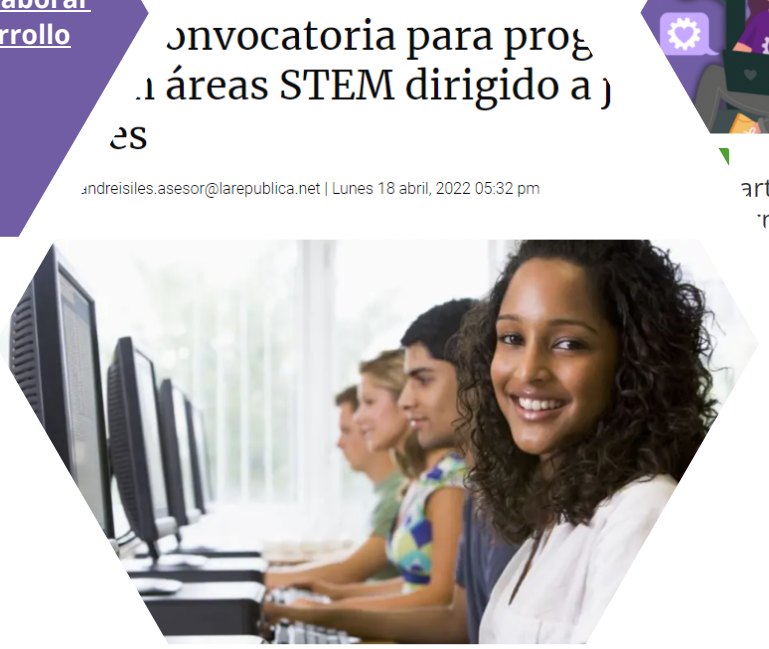 rrollo
onvocatoria para prog
áreas STEM dirigido a
es
andreisiles.asesor@larepublica.net | Lunes 18 abril, 2022 05:32 pm
art